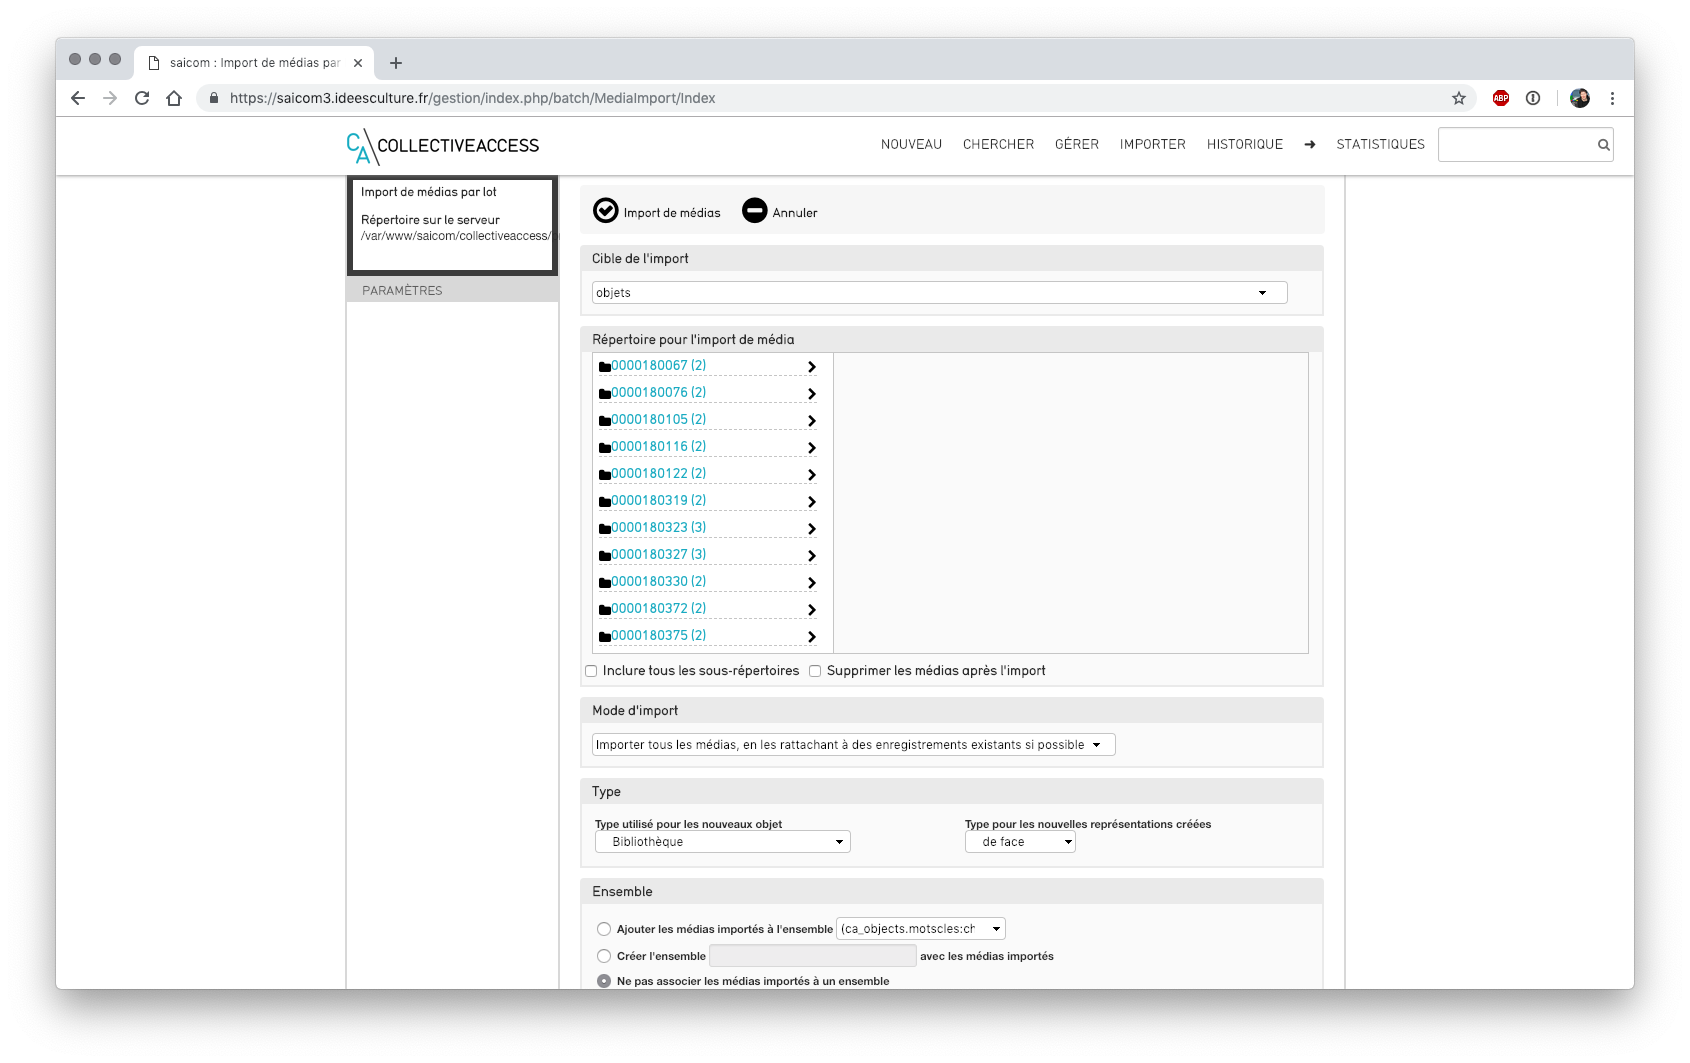 saicom : Import de médias par
https://saicom3.ideesculture.fr/gestion/index.php/batch/MediaImport/Index
ABP
CA COLLECTIVEACCESS
NOUVEAU CHERCHER GÉRER IMPORTER HISTORIQUE ➔ STATISTIQUES
Import de médias par lot
Répertoire sur le serveur
/var/www/saicom/collectiveaccess/
PARAMÈTRES
Import de médias Annuler
Cible de l'import
objets
Répertoire pour l'import de média
0000180067 (2)
0000180076 (2)
0000180105 (2)
0000180116 (2)
0000180122 (2)
0000180319 (2)
0000180323 (3)
0000180327 (3)
0000180330 (2)
0000180372 (2)
0000180375 (2)
Inclure tous les sous-répertoires Supprimer les médias après l'import
Mode d'import
Importer tous les médias, en les rattachant à des enregistrements existants si possible
Type
Type utilisé pour les nouveaux objet Type pour les nouvelles représentations créées
Bibliothèque de face
Ensemble
Ajouter les médias importés à l'ensemble (ca_objects.motscles:ch
Créer l'ensemble avec les médias importés
Ne pas associer les médias importés à un ensemble